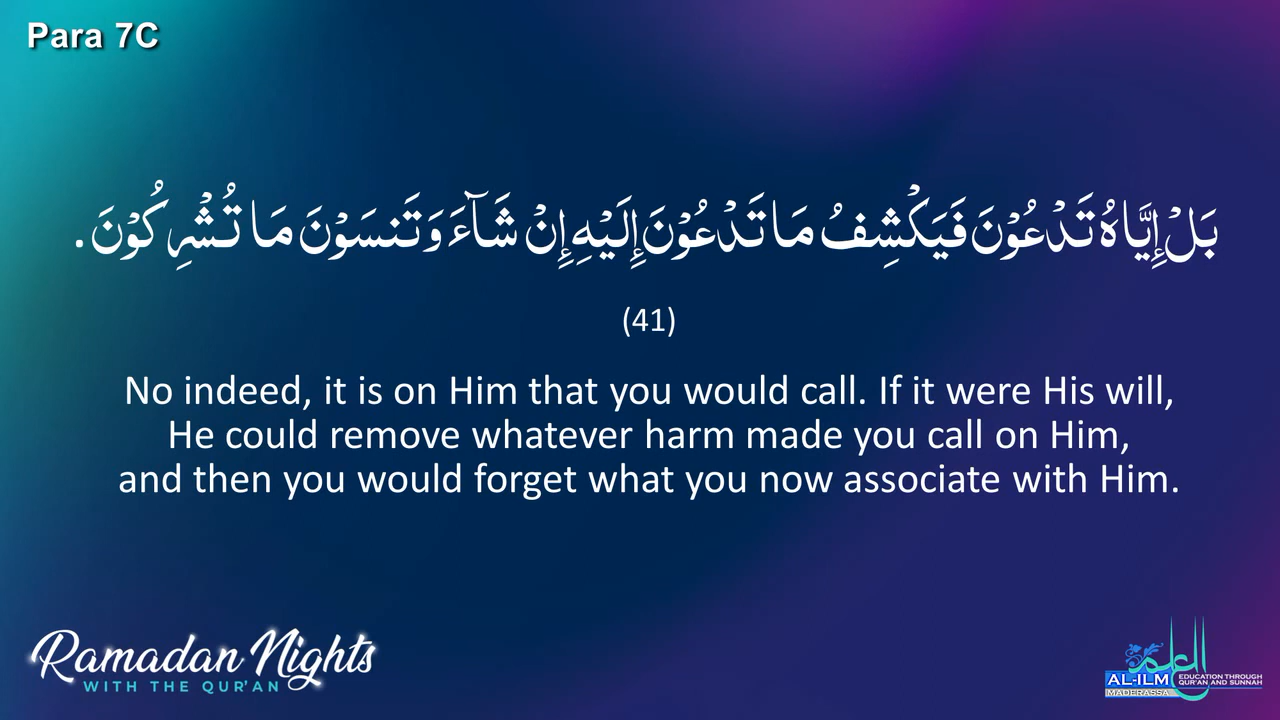 Para 7C
بَلْ إِيَّاهُ تَدْعُوْنَ فَيَكْشِفُ مَا تَدْعُوْنَ إِلَيْهِ إِنْ شَآءَ وَتَنسَوْنَ مَا تُشْرِكُوْنَ.
(41)
No indeed, it is on Him that you would call. If it were His will,
He could remove whatever harm made you call on Him,
and then you would forget what you now associate with Him.
Ramadan Nights
WITH THE QUR'AN
العلم
AL-ILM
MADERASSA
EDUCATION THROUGH
QUR'AN AND SUNNAH